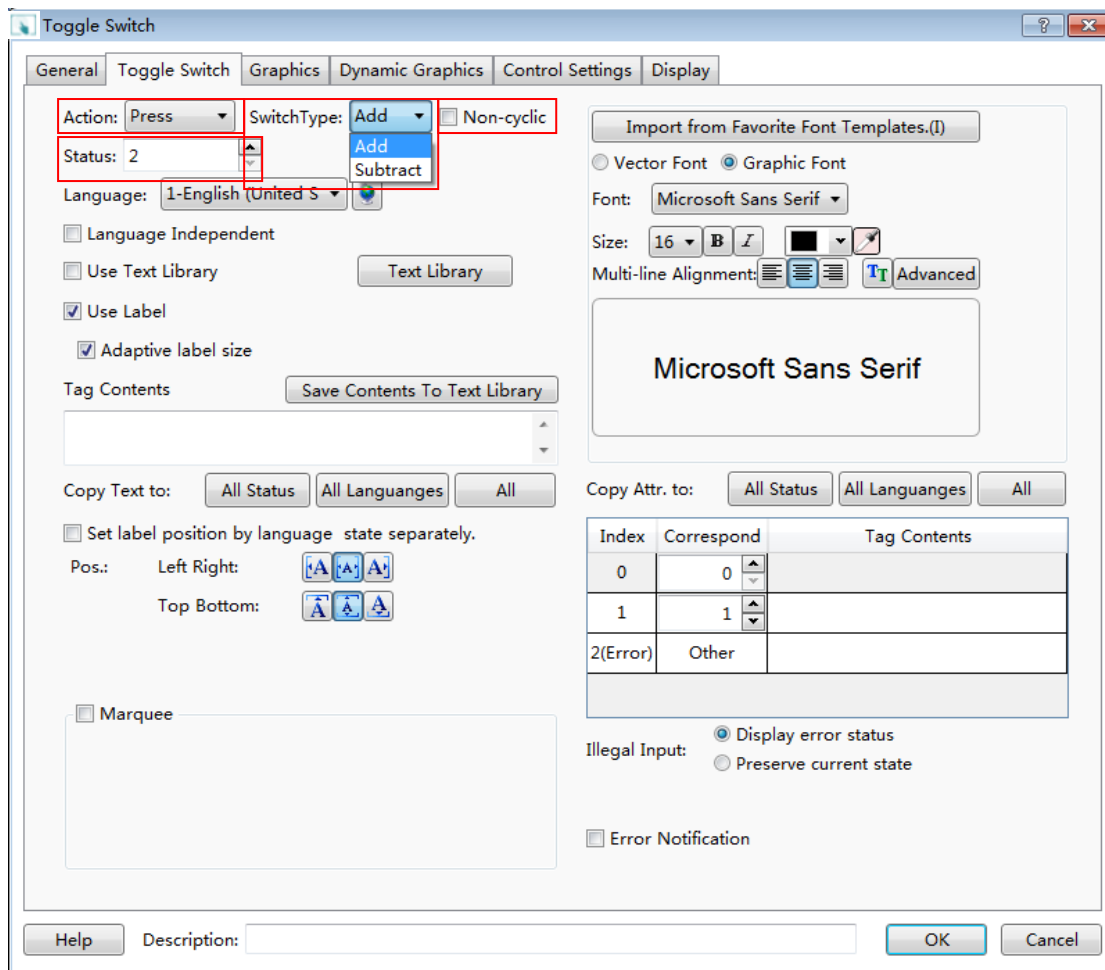 Toggle Switch
General Toggle Switch Graphics Dynamic Graphics Control Settings Display
Action: Press SwitchType: Add Non-cyclic
Add
Subtract
Status: 2
Language: 1-English (United S
Language Independent
Use Text Library Text Library
Use Label
Adaptive label size
Tag Contents Save Contents To Text Library
Copy Text to: All Status All Languanges All
Set label position by language state separately.
Pos.: Left Right: A A A
Top Bottom: A A A
Marquee
Import from Favorite Font Templates.(I)
Vector Font Graphic Font
Font: Microsoft Sans Serif
Size: 16 B I
Multi-line Alignment: TT Advanced
Microsoft Sans Serif
Copy Attr. to: All Status All Languanges All
Index Correspond Tag Contents
0 0
1 1
2(Error) Other
Illegal Input: Display error status
Preserve current state
Error Notification
Help Description: OK Cancel